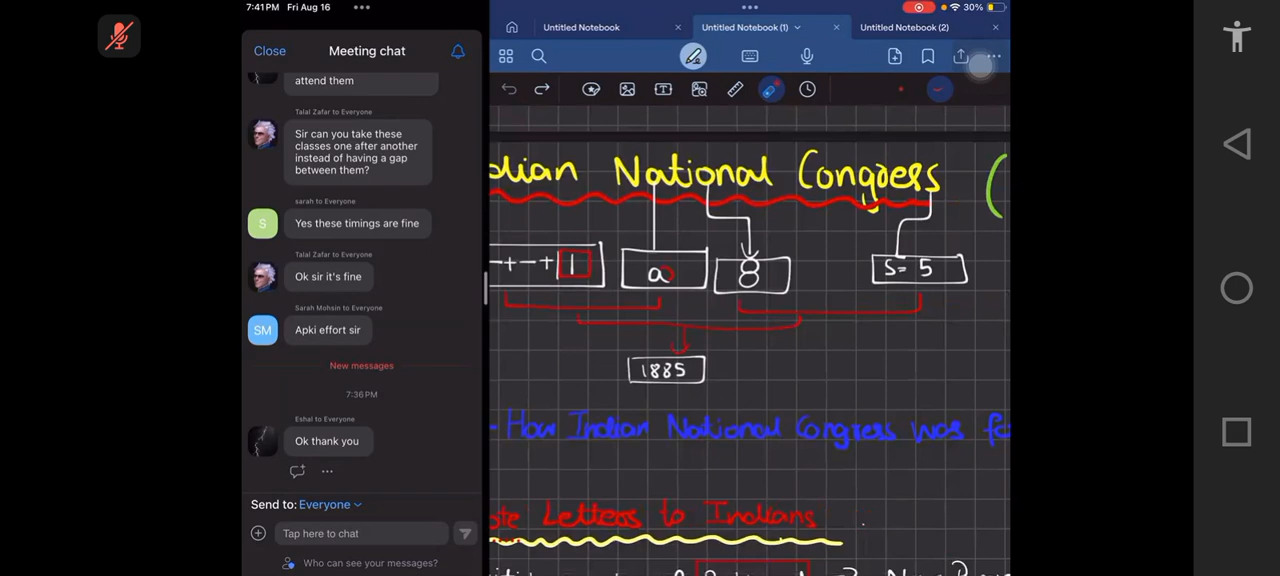 7:41 PM Fri Aug 16
30%
Close Meeting chat
attend them
Talal Zafar to Everyone
Sir can you take these
classes one after another
instead of having a gap
between them?
sarah to Everyone
S
Yes these timings are fine
Talal Zafar to Everyone
Ok sir it's fine
Sarah Mohsin to Everyone
SM
Apki effort sir
New messages
7:36 PM
Eshal to Everyone
Ok thank you
Send to: Everyone
Tap here to chat
Who can see your messages?
Untitled Notebook
Untitled Notebook (1)
Untitled Notebook (2)
dian National Congress (
1 a 8 S = 5
1885
- How Indian National Congress was fo
ote Letters to Indians